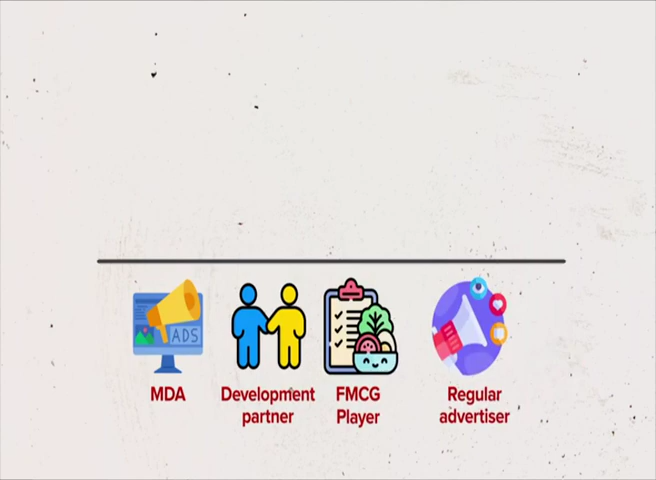 ADS
MDA
Development
partner
FMCG
Player
Regular
advertiser